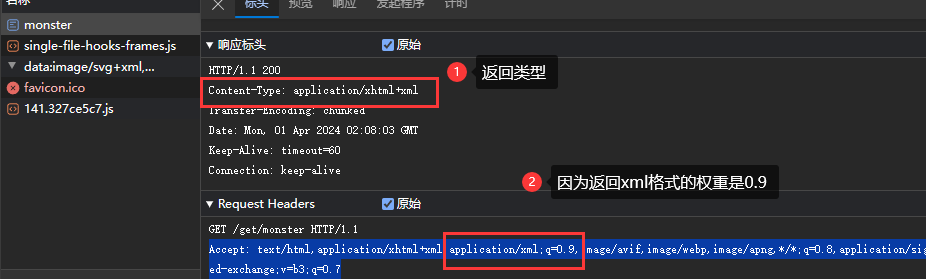 名称
标头 预览 响应 发起程序 计时
monster
single-file-hooks-frames.js
data:image/svg+xml,...
favicon.ico
141.327ce5c7.js
响应标头 原始
HTTP/1.1 200
Content-Type: application/xhtml+xml
Transfer-Encoding: chunked
Date: Mon, 01 Apr 2024 02:08:03 GMT
Keep-Alive: timeout=60
Connection: keep-alive
1 返回类型
2 因为返回xml格式的权重是0.9
Request Headers 原始
GET /get/monster HTTP/1.1
Accept: text/html,application/xhtml+xml application/xml;q=0.9, mage/avif,image/webp,image/apng,*/*;q=0.8,application/sig
ed-exchange;v=b3;q=0.7